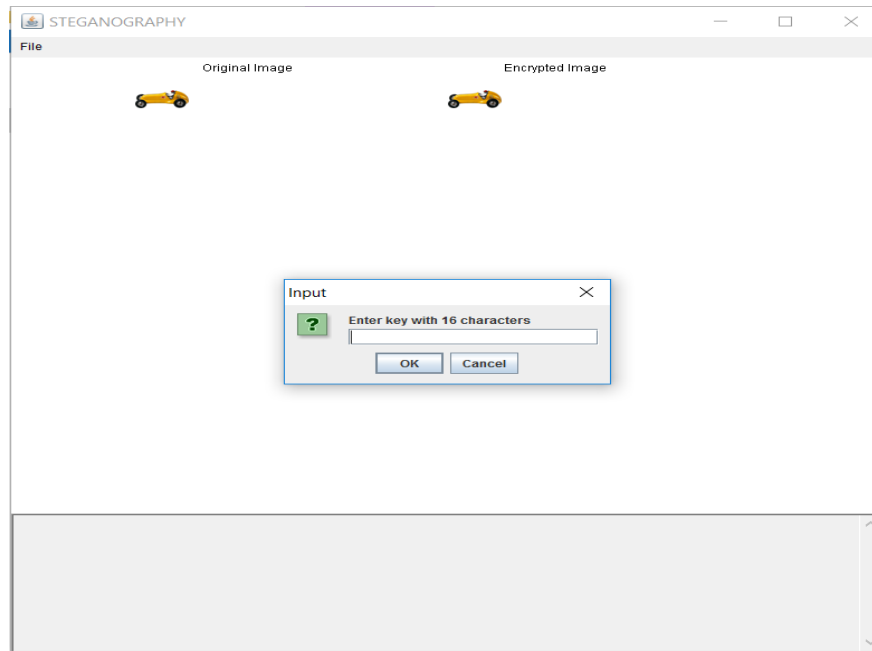 STEGANOGRAPHY
File
Original Image
Encrypted Image
Input
?
Enter key with 16 characters
OK
Cancel